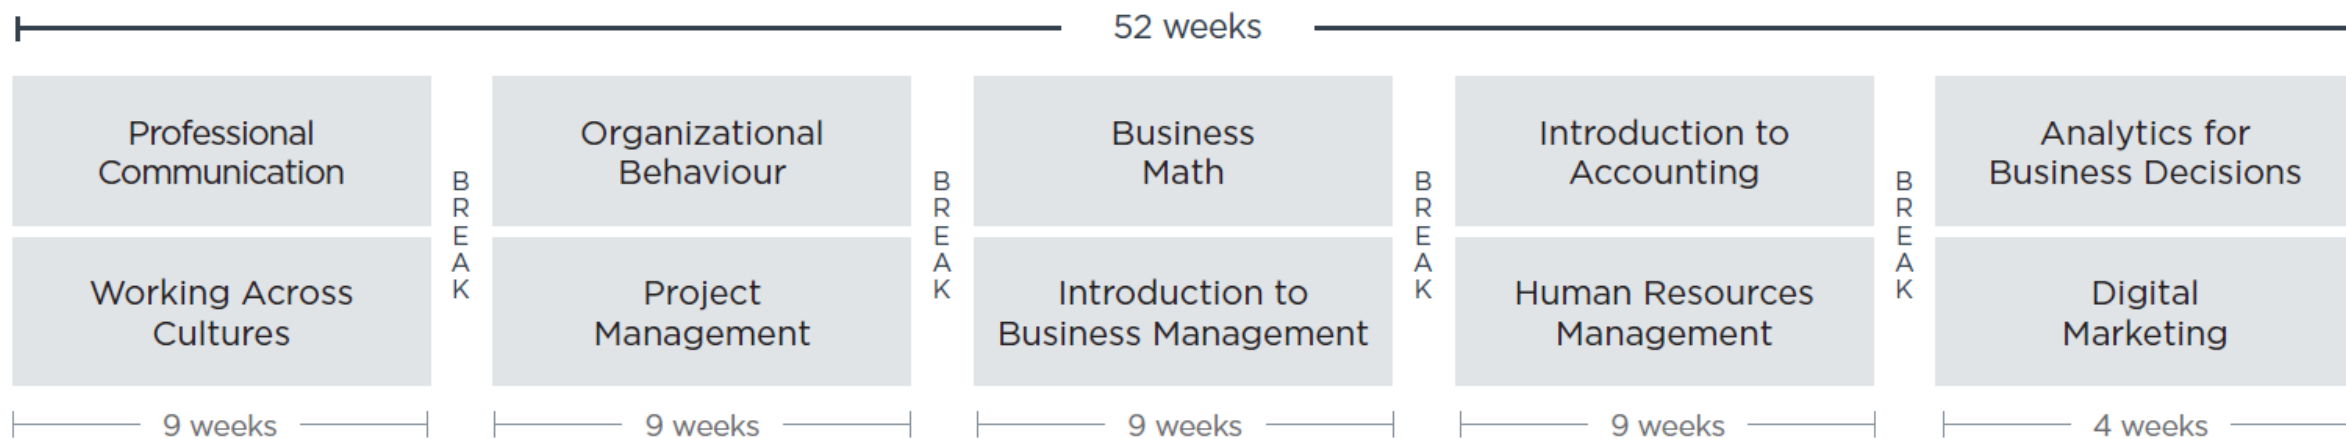 52 weeks
Professional
Communication
Working Across
Cultures
9 weeks
B
R
E
A
K
Organizational
Behaviour
Project
Management
9 weeks
B
R
E
A
K
Business
Math
Introduction to
Business Management
9 weeks
B
R
E
A
K
Introduction to
Accounting
Human Resources
Management
9 weeks
B
R
E
A
K
Analytics for
Business Decisions
Digital
Marketing
4 weeks